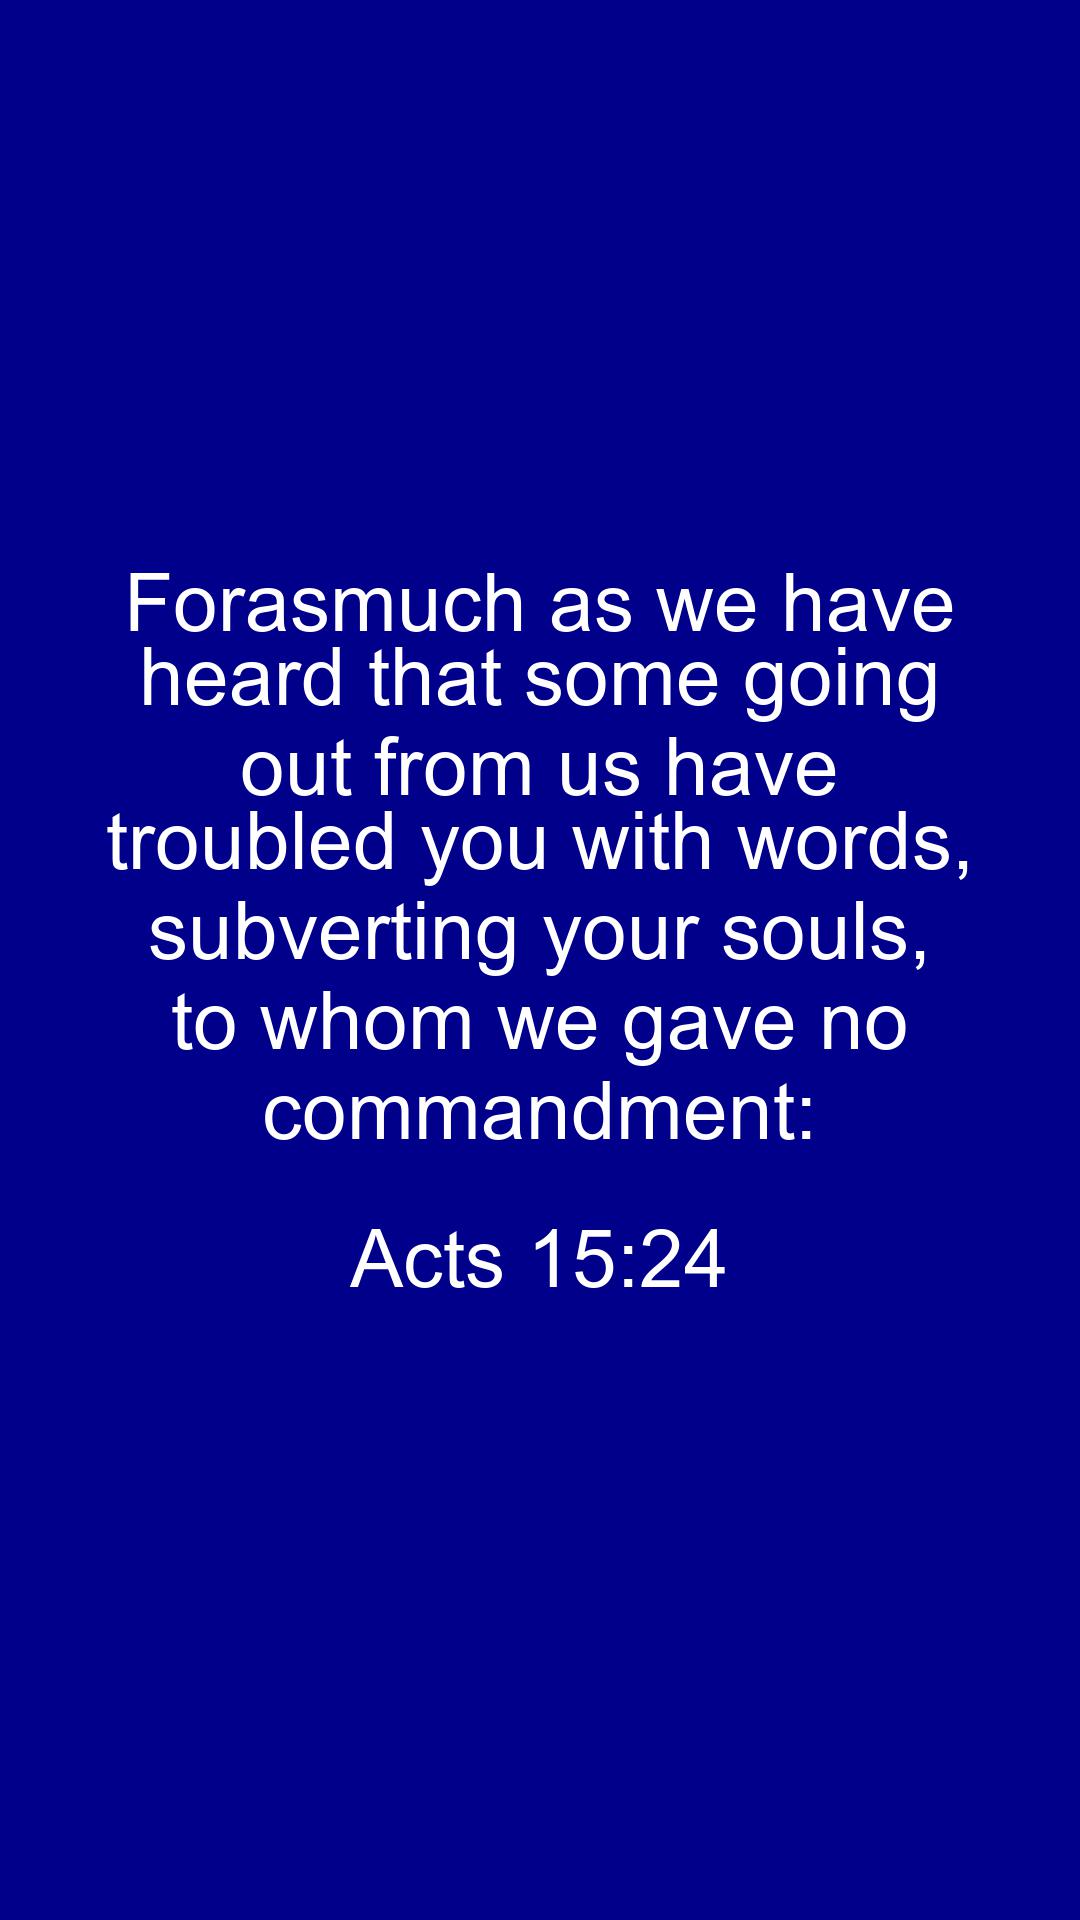 Forasmuch as we have
heard that some going
out from us have
troubled you with words,
subverting your souls,
to whom we gave no
commandment:
Acts 15:24